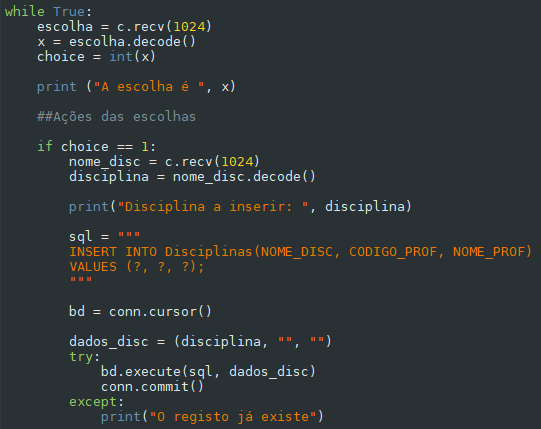 while True:
    escolha = c.recv(1024)
    x = escolha.decode()
    choice = int(x)

    print ("A escolha é ", x)

    ##Ações das escolhas

    if choice == 1:
        nome_disc = c.recv(1024)
        disciplina = nome_disc.decode()

        print("Disciplina a inserir: ", disciplina)

        sql = """
        INSERT INTO Disciplinas(NOME_DISC, CODIGO_PROF, NOME_PROF)
        VALUES (?, ?, ?);
        """

        bd = conn.cursor()

        dados_disc = (disciplina, "", "")
        try:
            bd.execute(sql, dados_disc)
            conn.commit()
        except:
            print("O registo já existe")